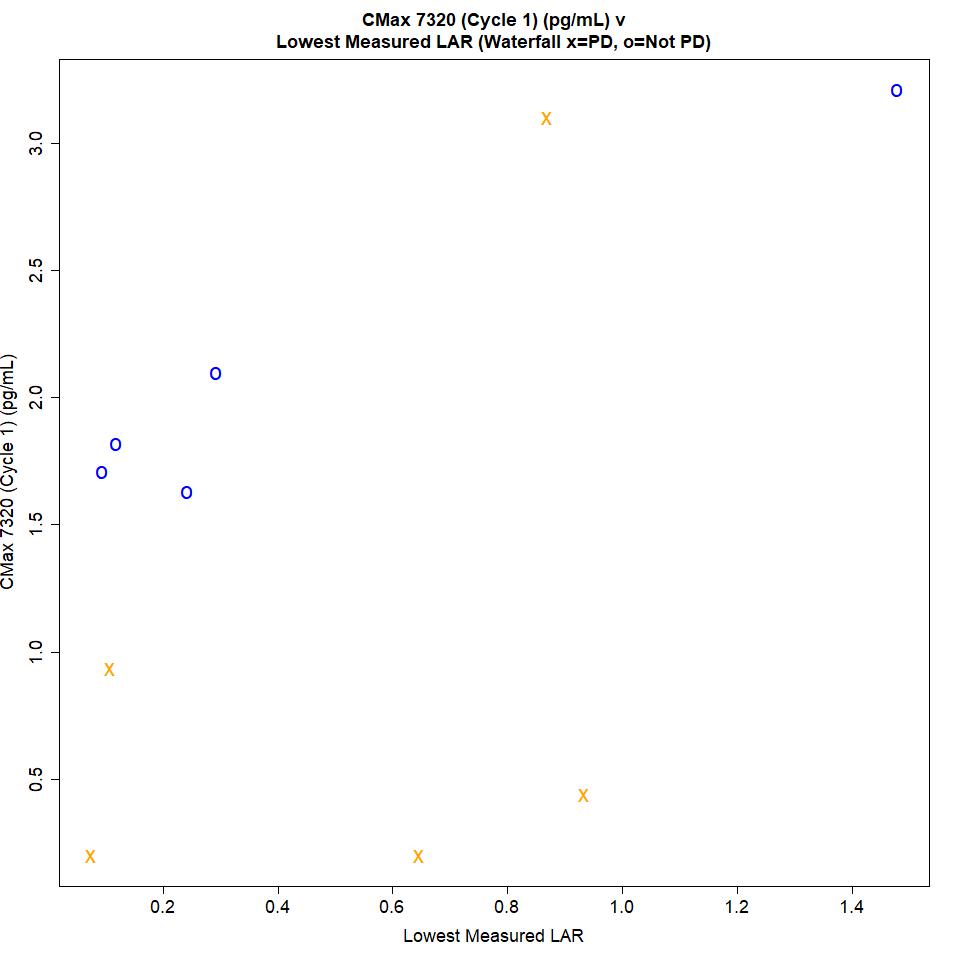 CMax 7320 (Cycle 1) (pg/mL) v
Lowest Measured LAR (Waterfall x=PD, o=Not PD)
CMax 7320 (Cycle 1) (pg/mL)
3.0
2.5
2.0
1.5
1.0
0.5
O
X
O
O
O
O
X
X
X
X
0.2 0.4 0.6 0.8 1.0 1.2 1.4
Lowest Measured LAR